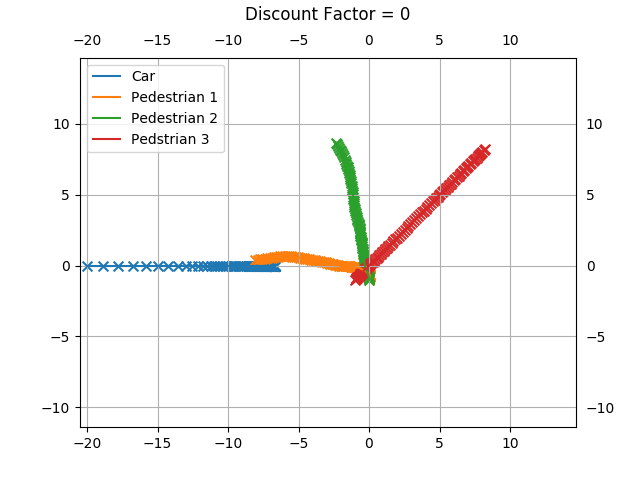 Discount Factor = 0
−20 −15 −10 −5 0 5 10
Car
Pedestrian 1
Pedestrian 2
Pedstrian 3
10 10
5 5
0 0
−5 −5
−10 −10
−20 −15 −10 −5 0 5 10